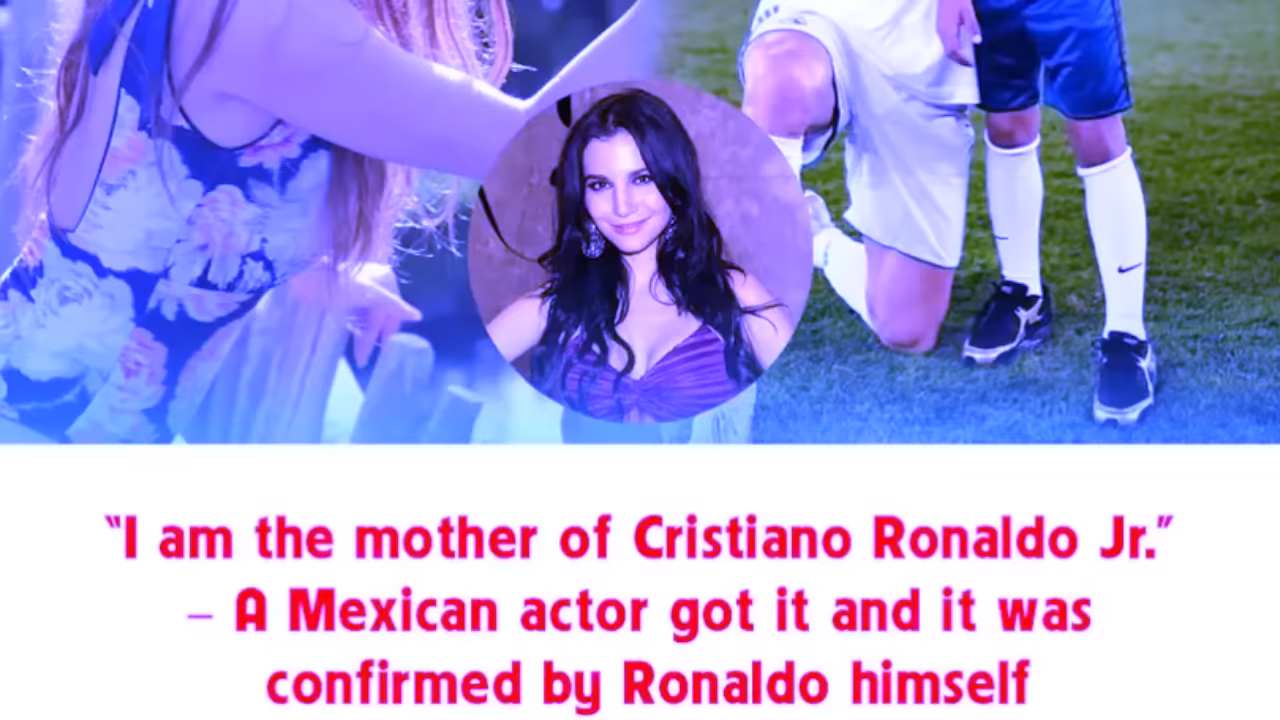 “I am the mother of Cristiano Ronaldo Jr.”
– A Mexican actor got it and it was
confirmed by Ronaldo himself